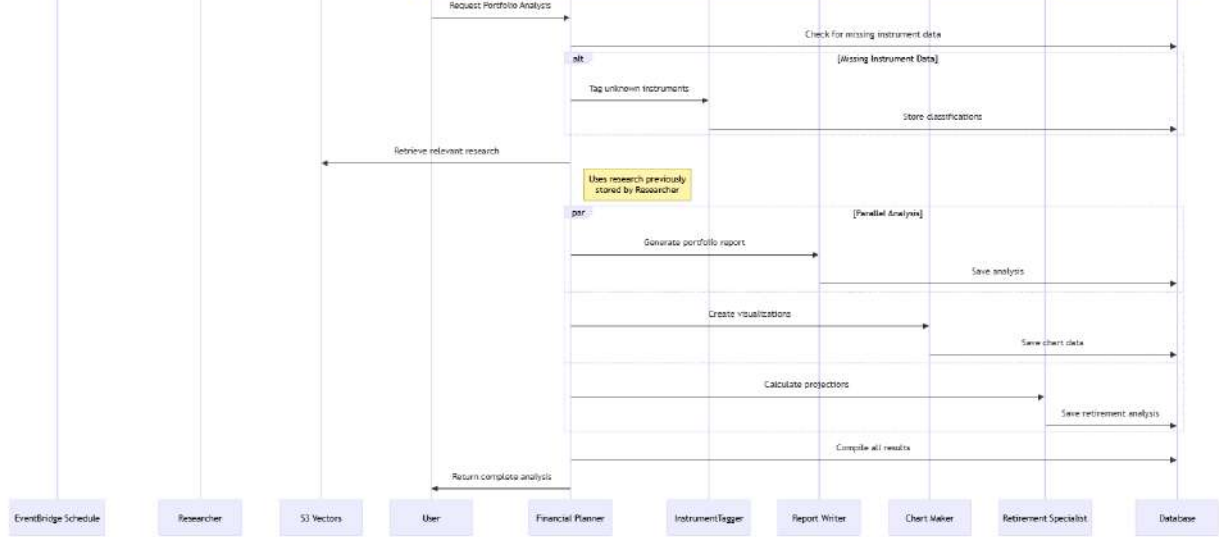 Request Portfolio Analysis
Check for missing instrument data
alt
[Missing Instrument Data]
Tag unknown instruments
Store classifications
Retrieve relevant research
Uses research previously
stored by Researcher
par
[Parallel Analysis]
Generate portfolio report
Save analysis
Create visualizations
Save chart data
Calculate projections
Save retirement analysis
Compile all results
Return complete analysis
EventBridge Schedule
Researcher
S3 Vectors
User
Financial Planner
InstrumentTagger
Report Writer
Chart Maker
Retirement Specialist
Database